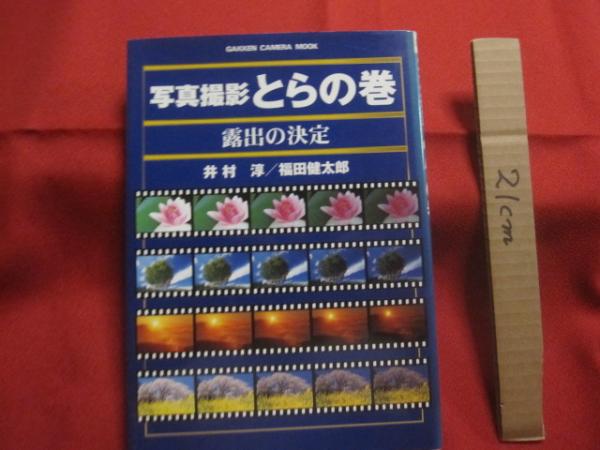 GAKKEN CAMERA MOOK
写真撮影とらの巻
露出の決定
井村 淳／福田健太郎
21cm